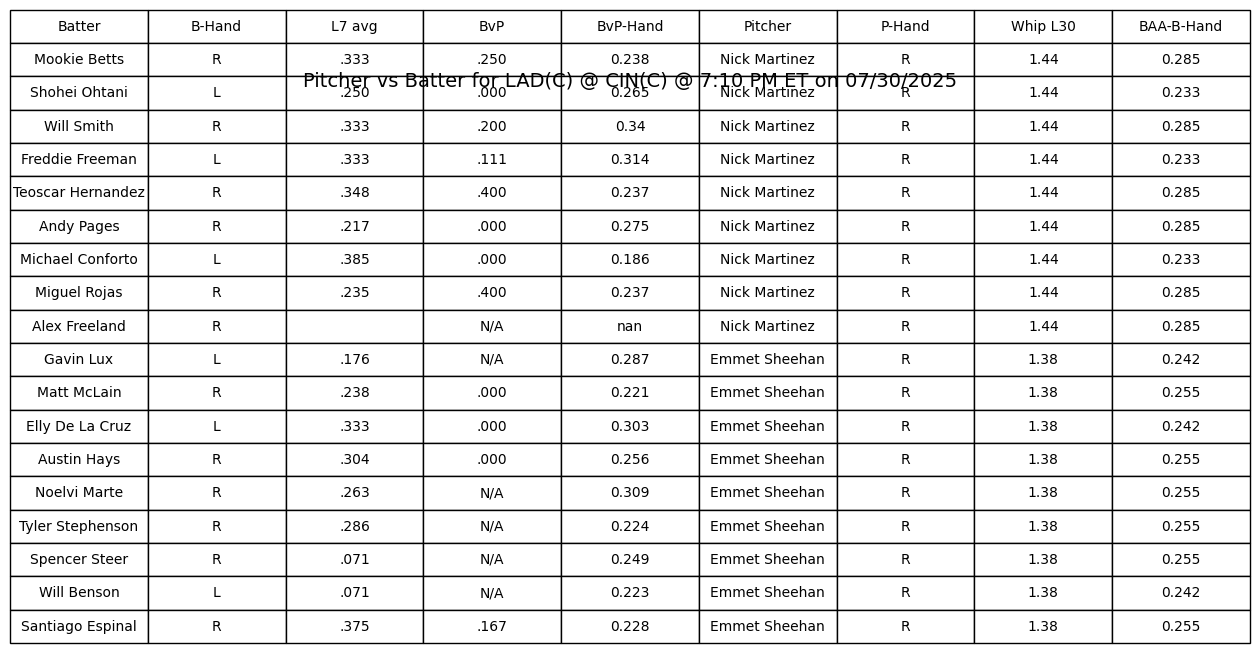 Batter B-Hand L7 avg BvP BvP-Hand Pitcher P-Hand Whip L30 BAA-B-Hand
Mookie Betts R .333 .250 0.238 Nick Martinez R 1.44 0.285
Pitcher vs Batter for LAD(C) @ CIN(C) @ 7:10 PM ET on 07/30/2025
Shohei Ohtani L .250 .000 0.265 Nick Martinez R 1.44 0.233
Will Smith R .333 .200 0.34 Nick Martinez R 1.44 0.285
Freddie Freeman L .333 .111 0.314 Nick Martinez R 1.44 0.233
Teoscar Hernandez R .348 .400 0.237 Nick Martinez R 1.44 0.285
Andy Pages R .217 .000 0.275 Nick Martinez R 1.44 0.285
Michael Conforto L .385 .000 0.186 Nick Martinez R 1.44 0.233
Miguel Rojas R .235 .400 0.237 Nick Martinez R 1.44 0.285
Alex Freeland R N/A nan Nick Martinez R 1.44 0.285
Gavin Lux L .176 N/A 0.287 Emmet Sheehan R 1.38 0.242
Matt McLain R .238 .000 0.221 Emmet Sheehan R 1.38 0.255
Elly De La Cruz L .333 .000 0.303 Emmet Sheehan R 1.38 0.242
Austin Hays R .304 .000 0.256 Emmet Sheehan R 1.38 0.255
Noelvi Marte R .263 N/A 0.309 Emmet Sheehan R 1.38 0.255
Tyler Stephenson R .286 N/A 0.224 Emmet Sheehan R 1.38 0.255
Spencer Steer R .071 N/A 0.249 Emmet Sheehan R 1.38 0.255
Will Benson L .071 N/A 0.223 Emmet Sheehan R 1.38 0.242
Santiago Espinal R .375 .167 0.228 Emmet Sheehan R 1.38 0.255